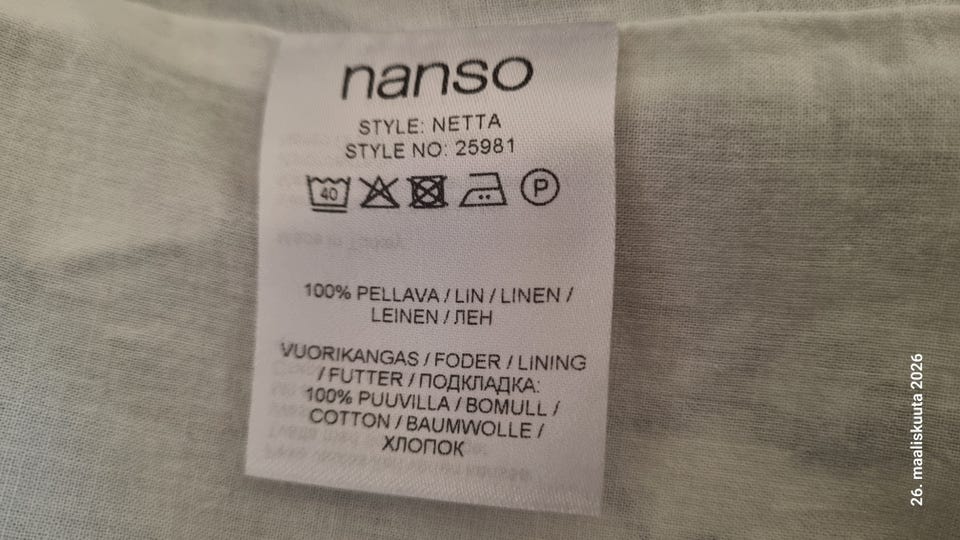 nanso
STYLE: NETTA
STYLE NO: 25981
40
P
100% PELLAVA / LIN / LINEN /
LEINEN / ЛЕН
VUORIKANGAS / FODER / LINING
/ FUTTER / ПОДКЛАДКА:
100% PUUVILLA / BOMULL /
COTTON / BAUMWOLLE /
ХЛОПОК
26. maaliskuuta 2026